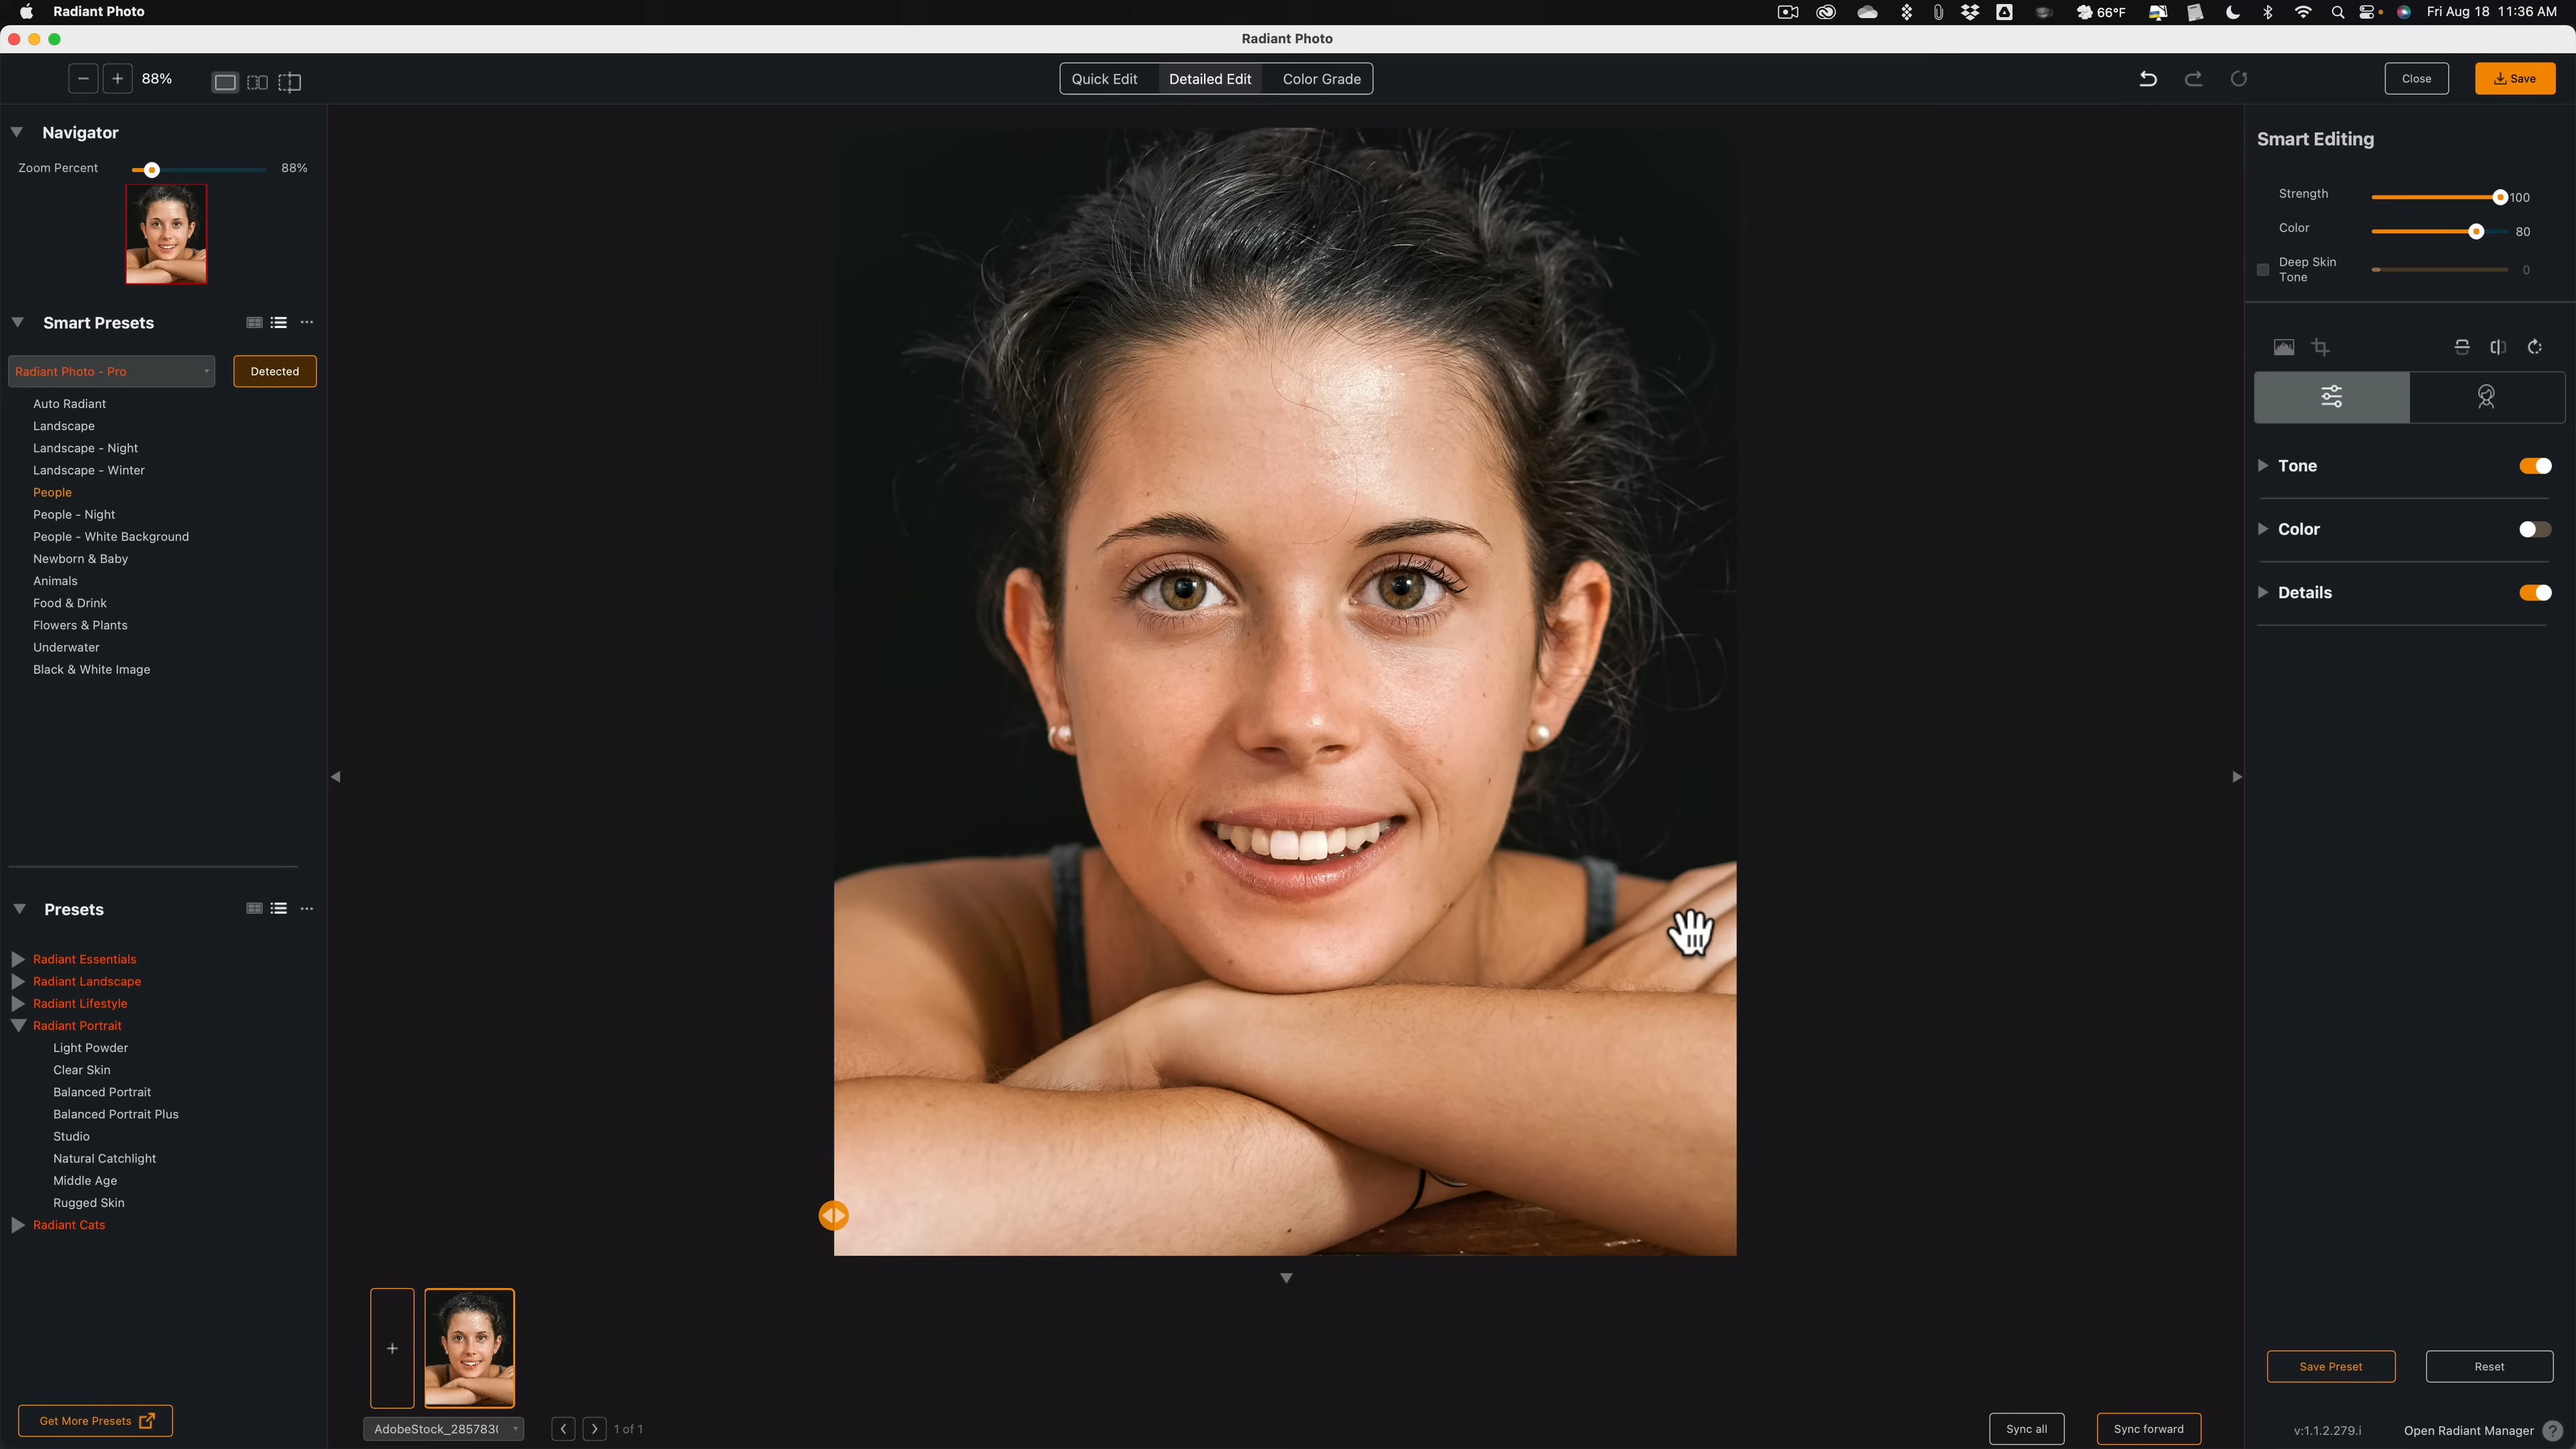 Radiant Photo
66°F
Fri Aug 18 11:36 AM
Radiant Photo
88%
Quick Edit
Detailed Edit
Color Grade
Close
Save
Navigator
Zoom Percent
88%
Smart Presets
Radiant Photo - Pro
Detected
Auto Radiant
Landscape
Landscape - Night
Landscape - Winter
People
People - Night
People - White Background
Newborn & Baby
Animals
Food & Drink
Flowers & Plants
Underwater
Black & White Image
Presets
Radiant Essentials
Radiant Landscape
Radiant Lifestyle
Radiant Portrait
Light Powder
Clear Skin
Balanced Portrait
Balanced Portrait Plus
Studio
Natural Catchlight
Middle Age
Rugged Skin
Radiant Cats
Get More Presets
AdobeStock_285783(
1 of 1
Sync all
Sync forward
Smart Editing
Strength
100
Color
80
Deep Skin
Tone
0
Tone
Color
Details
Save Preset
Reset
v:1.1.2.279.i
Open Radiant Manager
?